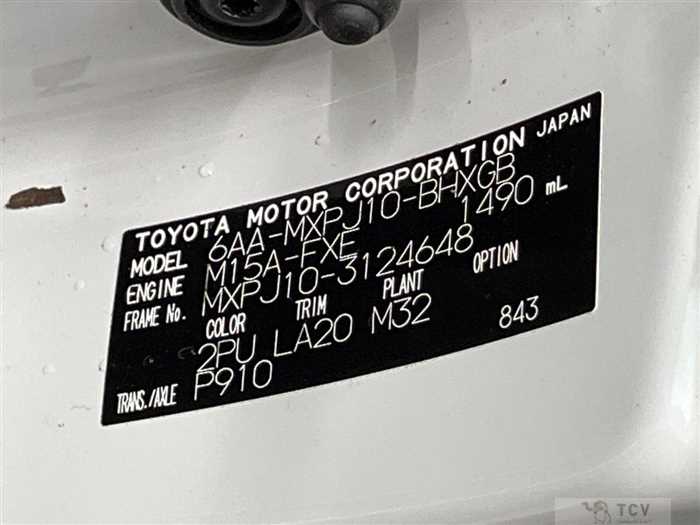 TOYOTA MOTOR CORPORATION JAPAN
MODEL 6AA-MXPJ10-BHXGB
ENGINE M15A-FXE 1490 mL
FRAME No. MXPJ10-3124648
COLOR TRIM PLANT OPTION
2PU LA20 M32 843
TRANS./AXLE P910
TCV